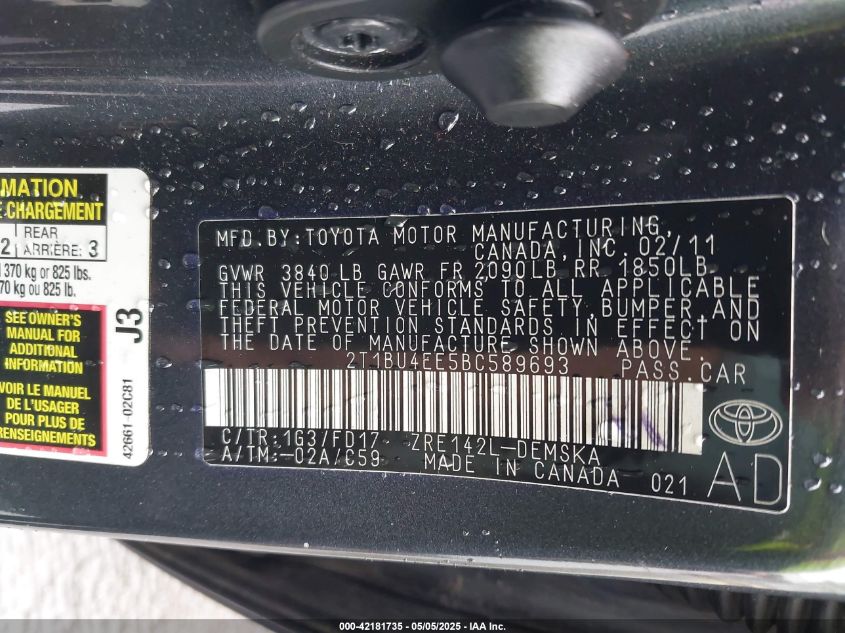 MATION
E CHARGEMENT
REAR
2 ARRIÈRE: 3
370 kg or 825 lbs.
70 kg ou 825 lb.
SEE OWNER'S
MANUAL FOR
ADDITIONAL
INFORMATION
VOIR LE MANUEL
DE L'USAGER
POUR PLUS DE
RENSEIGNEMENTS
J3
42661-02C81
MFD.BY:TOYOTA MOTOR MANUFACTURING,
CANADA,INC. 02/11
GVWR 3840 LB GAWR FR 2090LB RR 1850LB
THIS VEHICLE CONFORMS TO ALL APPLICABLE
FEDERAL MOTOR VEHICLE SAFETY,BUMPER,AND
THEFT PREVENTION STANDARDS IN EFFECT ON
THE DATE OF MANUFACTURE SHOWN ABOVE.
2T1BU4EE5BC589693 PASS.CAR
C/TR:1G3/FD17 ZRE142L-DEMSKA
A/TM:-02A/C59 MADE IN CANADA 021
AD
000-42181735 - 05/05/2025 - IAA Inc.